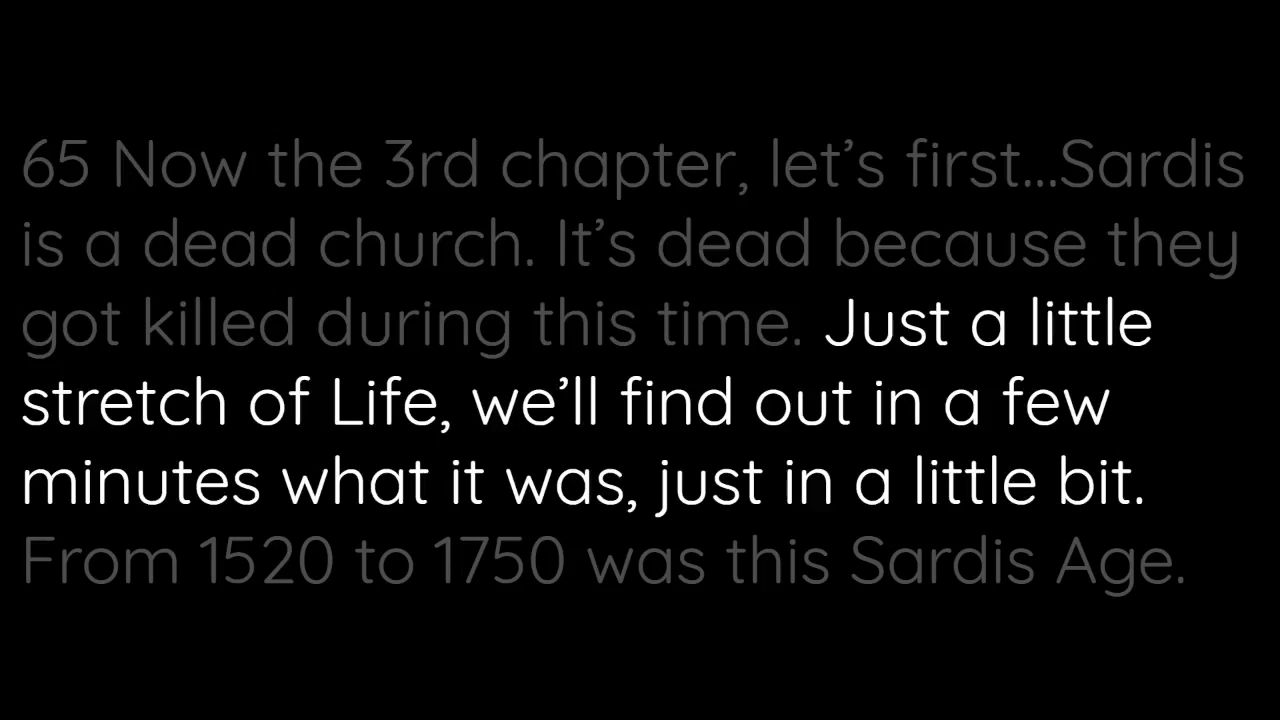 65 Now the 3rd chapter, let’s first...Sardis
is a dead church. It’s dead because they
got killed during this time. Just a little
stretch of Life, we’ll find out in a few
minutes what it was, just in a little bit.
From 1520 to 1750 was this Sardis Age.